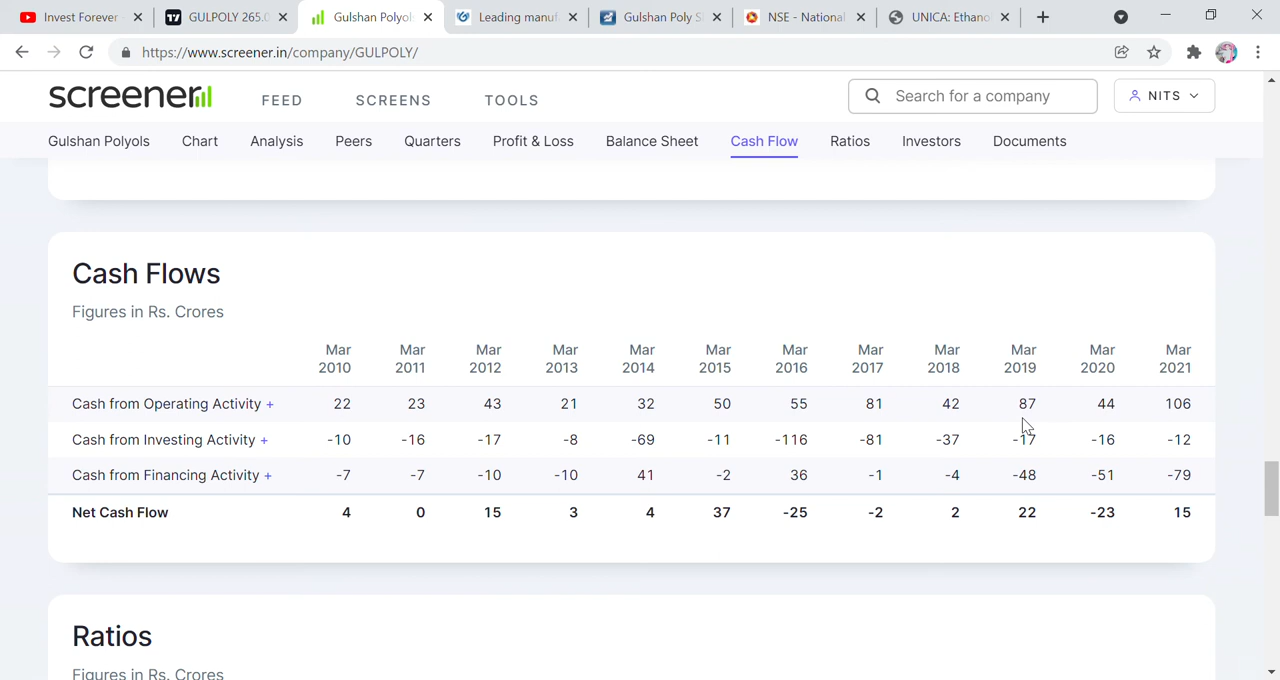 Invest Forever
GULPOLY 265.0
Gulshan Polyol
Leading manuf
Gulshan Poly S
NSE - National
UNICA: Ethano
https://www.screener.in/company/GULPOLY/
screener
FEED SCREENS TOOLS
Search for a company
NITS
Gulshan Polyols Chart Analysis Peers Quarters Profit & Loss Balance Sheet Cash Flow Ratios Investors Documents
Cash Flows
Figures in Rs. Crores
Mar 2010 Mar 2011 Mar 2012 Mar 2013 Mar 2014 Mar 2015 Mar 2016 Mar 2017 Mar 2018 Mar 2019 Mar 2020 Mar 2021
Cash from Operating Activity + 22 23 43 21 32 50 55 81 42 87 44 106
Cash from Investing Activity + -10 -16 -17 -8 -69 -11 -116 -81 -37 -17 -16 -12
Cash from Financing Activity + -7 -7 -10 -10 41 -2 36 -1 -4 -48 -51 -79
Net Cash Flow 4 0 15 3 4 37 -25 -2 2 22 -23 15
Ratios
Figures in Rs. Crores